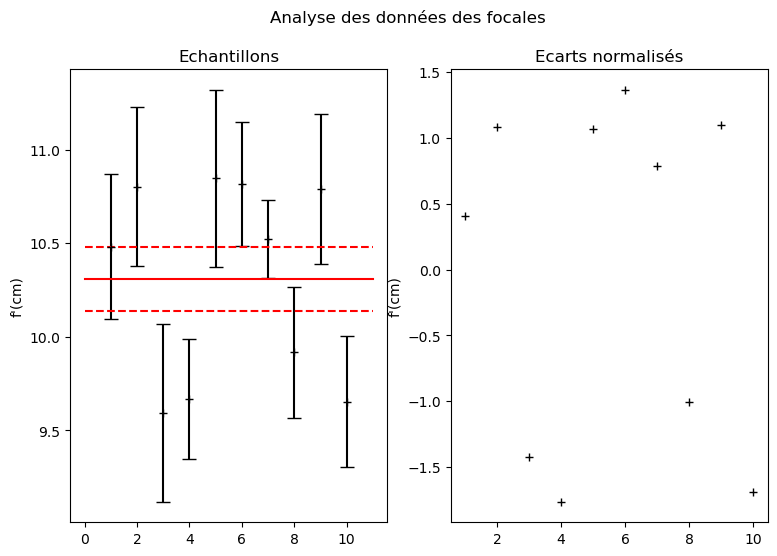 Analyse des données des focales
Echantillons
Ecarts normalisés
f'(cm)
11.0
10.5
10.0
9.5
0 2 4 6 8 10
f'(cm)
1.5
1.0
0.5
0.0
−0.5
−1.0
−1.5
2 4 6 8 10